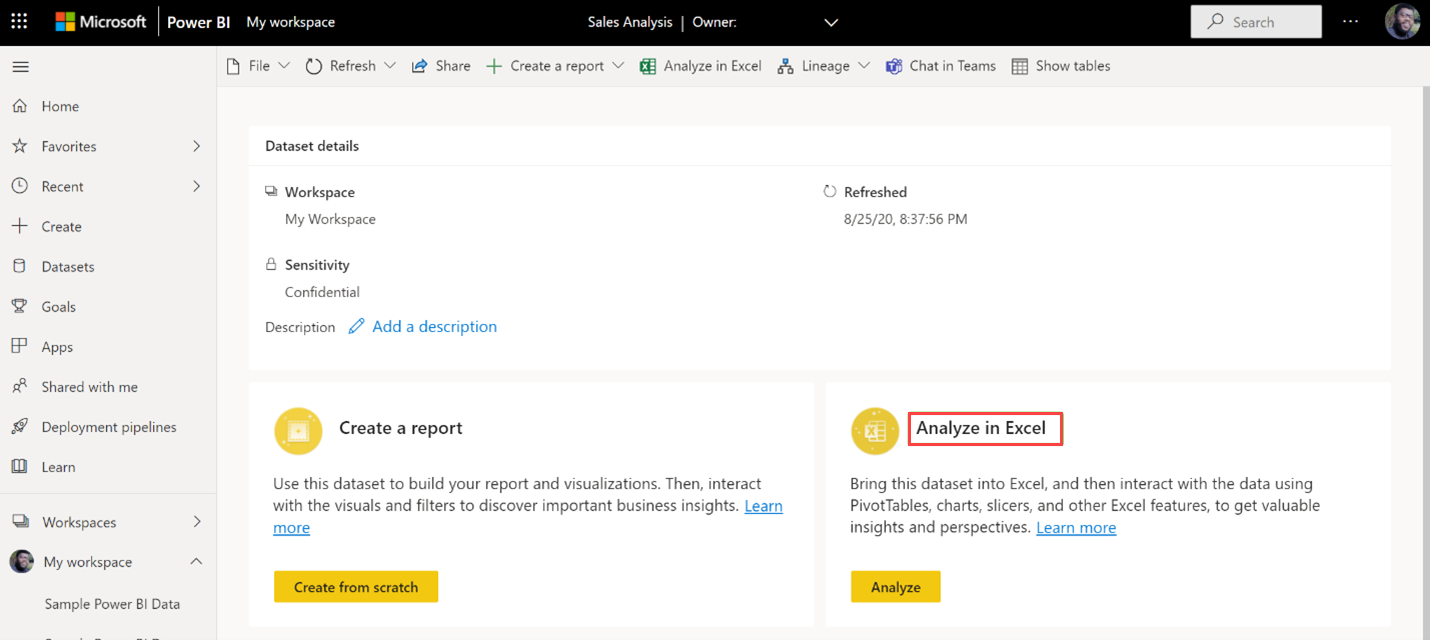 Microsoft Power BI My workspace Sales Analysis | Owner: Search
File Refresh Share Create a report Analyze in Excel Lineage Chat in Teams Show tables
Home
Favorites
Recent
Create
Datasets
Goals
Apps
Shared with me
Deployment pipelines
Learn
Workspaces
My workspace
Sample Power BI Data
Dataset details
Workspace
My Workspace
Refreshed
8/25/20, 8:37:56 PM
Sensitivity
Confidential
Description Add a description
Create a report
Use this dataset to build your report and visualizations. Then, interact
with the visuals and filters to discover important business insights. Learn
more
Create from scratch
Analyze in Excel
Bring this dataset into Excel, and then interact with the data using
PivotTables, charts, slicers, and other Excel features, to get valuable
insights and perspectives. Learn more
Analyze